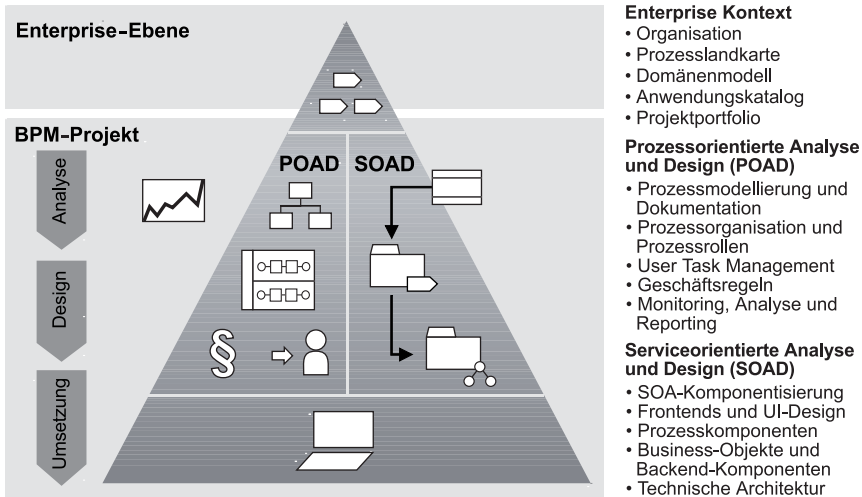 Enterprise-Ebene
BPM-Projekt
Analyse
Design
Umsetzung
POAD
SOAD
§
Enterprise Kontext
• Organisation
• Prozesslandkarte
• Domänenmodell
• Anwendungskatalog
• Projektportfolio
Prozessorientierte Analyse
und Design (POAD)
• Prozessmodellierung und
Dokumentation
• Prozessorganisation und
Prozessrollen
• User Task Management
• Geschäftsregeln
• Monitoring, Analyse und
Reporting
Serviceorientierte Analyse
und Design (SOAD)
• SOA-Komponentisierung
• Frontends und UI-Design
• Prozesskomponenten
• Business-Objekte und
Backend-Komponenten
• Technische Architektur